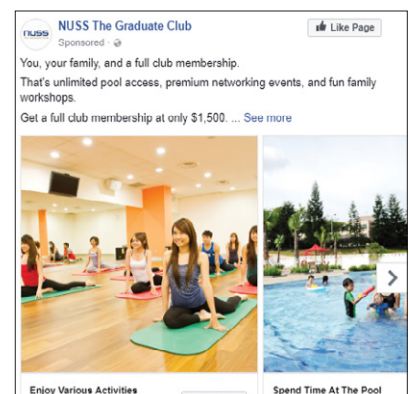 NUSS
NUSS The Graduate Club
Like Page
Sponsored ·
You, your family, and a full club membership.
That's unlimited pool access, premium networking events, and fun family
workshops.
Get a full club membership at only $1,500. ... See more
Enjoy Various Activities
Spend Time At The Pool